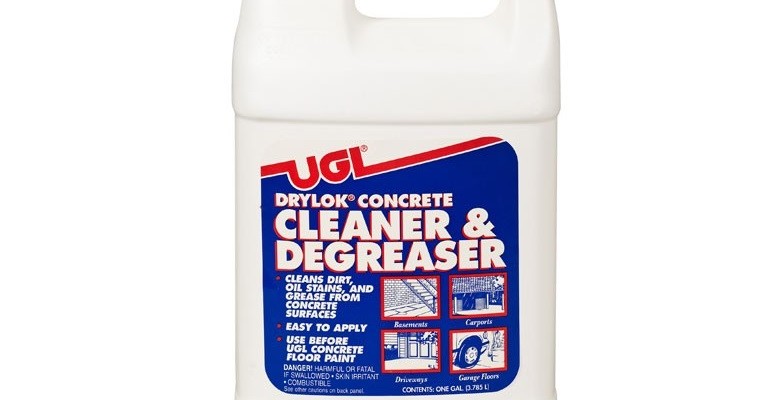 UGL®
DRYLOK® CONCRETE
CLEANER &
DEGREASER
• CLEANS DIRT,
OIL STAINS, AND
GREASE FROM
CONCRETE
SURFACES
• EASY TO APPLY
• USE BEFORE
UGL CONCRETE
FLOOR PAINT
Basements
Carports
Driveways
Garage Floors
DANGER! HARMFUL OR FATAL
IF SWALLOWED • SKIN IRRITANT
• COMBUSTIBLE
See other cautions on back panel.
CONTENTS: ONE GAL (3.785 L)